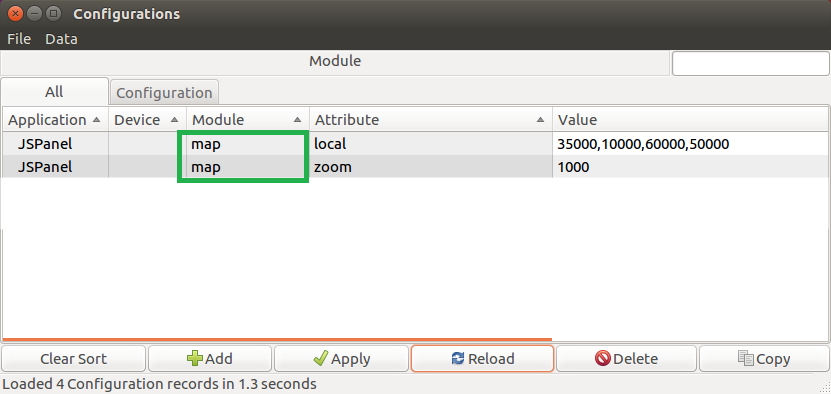 Configurations
File Data
Module
All Configuration
Application Device Module Attribute Value
JSPanel map local 35000,10000,60000,50000
JSPanel map zoom 1000
Clear Sort Add Apply Reload Delete Copy
Loaded 4 Configuration records in 1.3 seconds